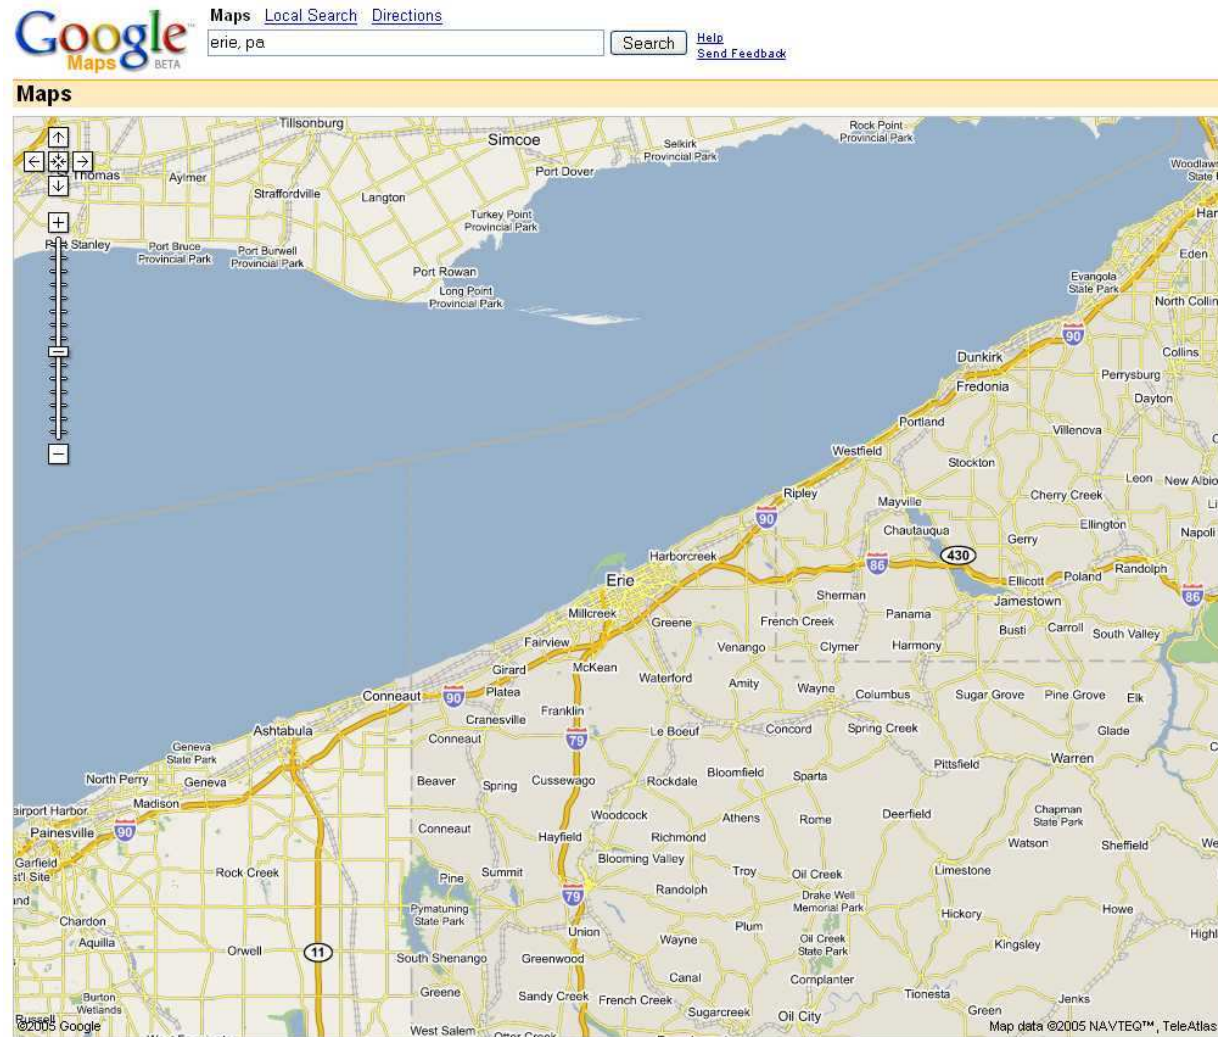 Google Maps BETA
Maps Local Search Directions
erie, pa
Search
Help
Send Feedback
Maps
Tillsonburg
Simcoe
Selkirk
Provincial Park
Rock Point
Provincial Park
Thomas
Aylmer
Straffordville
Langton
Port Dover
Turkey Point
Provincial Park
Stanley
Port Bruce
Provincial Park
Port Burwell
Provincial Park
Port Rowan
Long Point
Provincial Park
Eden
Evangola
State Park
North Collin
90
Dunkirk
Collins
Fredonia
Perrysburg
Dayton
Portland
Villenova
Westfield
Stockton
Leon
New Albio
Ripley
Mayville
Cherry Creek
90
Chautauqua
Ellington
Gerry
Napoli
Harborcreek
430
86
Erie
Ellicott
Poland
Randolph
Sherman
Jamestown
86
Millcreek
Greene
French Creek
Panama
Busti
Carroll
South Valley
Fairview
Venango
Clymer
Harmony
Girard
McKean
Waterford
Amity
Wayne
Columbus
Sugar Grove
Pine Grove
Elk
Conneaut
90
Platea
Cranesville
Franklin
Le Boeuf
Concord
Spring Creek
Glade
Ashtabula
79
Conneaut
Geneva
State Park
Pittsfield
Warren
North Perry
Geneva
Beaver
Spring
Cussewago
Rockdale
Bloomfield
Sparta
Madison
airport Harbor
Painesville
90
Woodcock
Athens
Rome
Deerfield
Chapman
State Park
Conneaut
Hayfield
Richmond
Watson
Sheffield
We
Garfield
st'l Site
Rock Creek
Pine
Summit
Blooming Valley
Troy
Oil Creek
Limestone
79
Randolph
Drake Well
Memorial Park
and
Chardon
Pymatuning
State Park
Plum
Hickory
Howe
Aquilla
Orwell
11
Union
Wayne
Oil Creek
State Park
Kingsley
Highl
South Shenango
Greenwood
Canal
Cornplanter
Burton
Wetlands
Greene
Sandy Creek
French Creek
Sugarcreek
Oil City
Tionesta
Green
Jenks
Russell
West Salem
Otter Creek
©2005 Google
Map data ©2005 NAVTEQ™, TeleAtlas